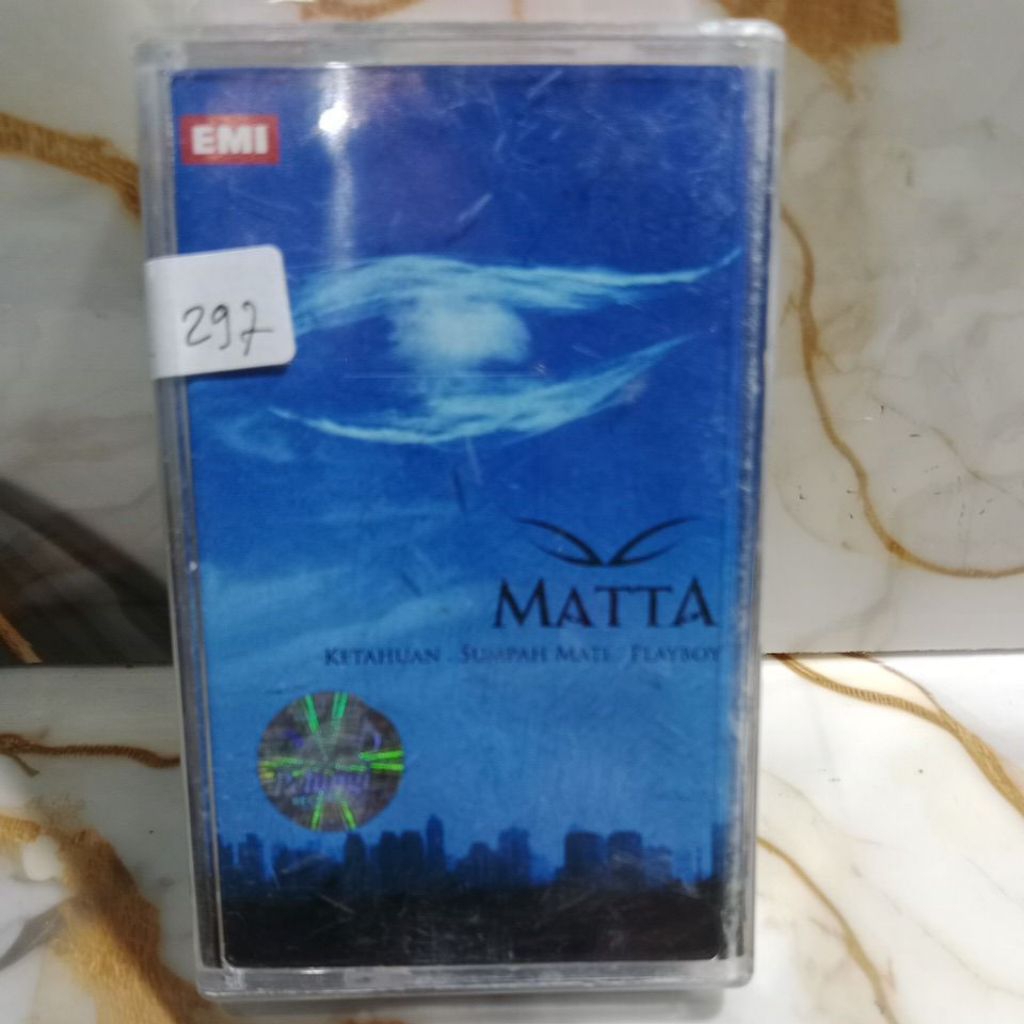 EMI
297
MATTA
KETAHUAN . SUMPAH MATI . PLAYBOY